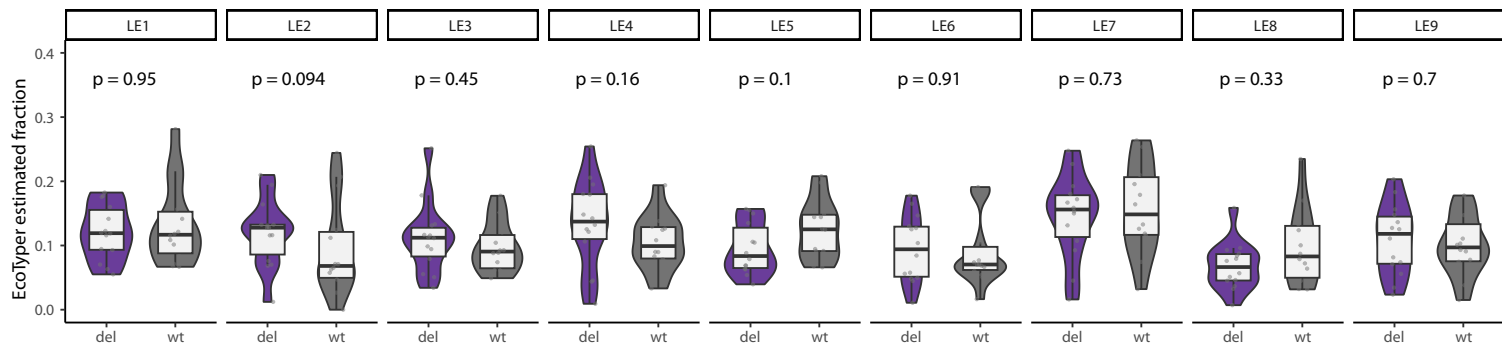 LE1 LE2 LE3 LE4 LE5 LE6 LE7 LE8 LE9
EcoTyper estimated fraction
0.4
0.3
0.2
0.1
0.0
p = 0.95 p = 0.094 p = 0.45 p = 0.16 p = 0.1 p = 0.91 p = 0.73 p = 0.33 p = 0.7
del wt del wt del wt del wt del wt del wt del wt del wt del wt